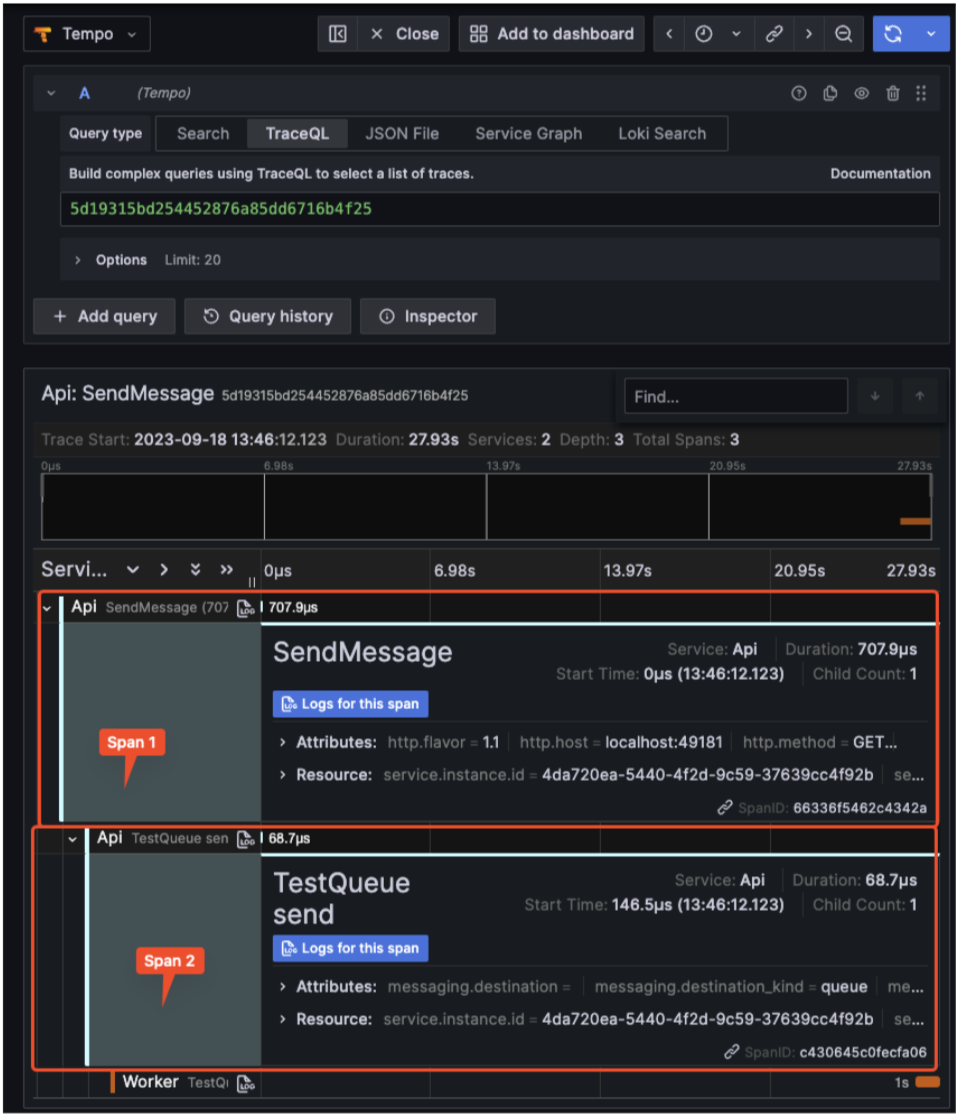 Tempo
Close
Add to dashboard
A (Tempo)
Query type Search TraceQL JSON File Service Graph Loki Search
Build complex queries using TraceQL to select a list of traces. Documentation
5d19315bd254452876a85dd6716b4f25
Options Limit: 20
+ Add query
Query history
Inspector
Api: SendMessage 5d19315bd254452876a85dd6716b4f25
Find...
Trace Start: 2023-09-18 13:46:12.123 Duration: 27.93s Services: 2 Depth: 3 Total Spans: 3
0μs 6.98s 13.97s 20.95s 27.93s
Servi... 0μs 6.98s 13.97s 20.95s 27.93s
Api SendMessage (707 LOG 707.9μs
SendMessage
Service: Api Duration: 707.9μs
Start Time: 0μs (13:46:12.123) Child Count: 1
LOG Logs for this span
Span 1
Attributes: http.flavor = 1.1 http.host = localhost:49181 http.method = GET...
Resource: service.instance.id = 4da720ea-5440-4f2d-9c59-37639cc4f92b se...
SpanID: 66336f5462c4342a
Api TestQueue sen LOG 68.7μs
TestQueue
send
Service: Api Duration: 68.7μs
Start Time: 146.5μs (13:46:12.123) Child Count: 1
LOG Logs for this span
Span 2
Attributes: messaging.destination = messaging.destination_kind = queue me...
Resource: service.instance.id = 4da720ea-5440-4f2d-9c59-37639cc4f92b se...
SpanID: c430645c0fecfa06
Worker TestQu LOG 1s